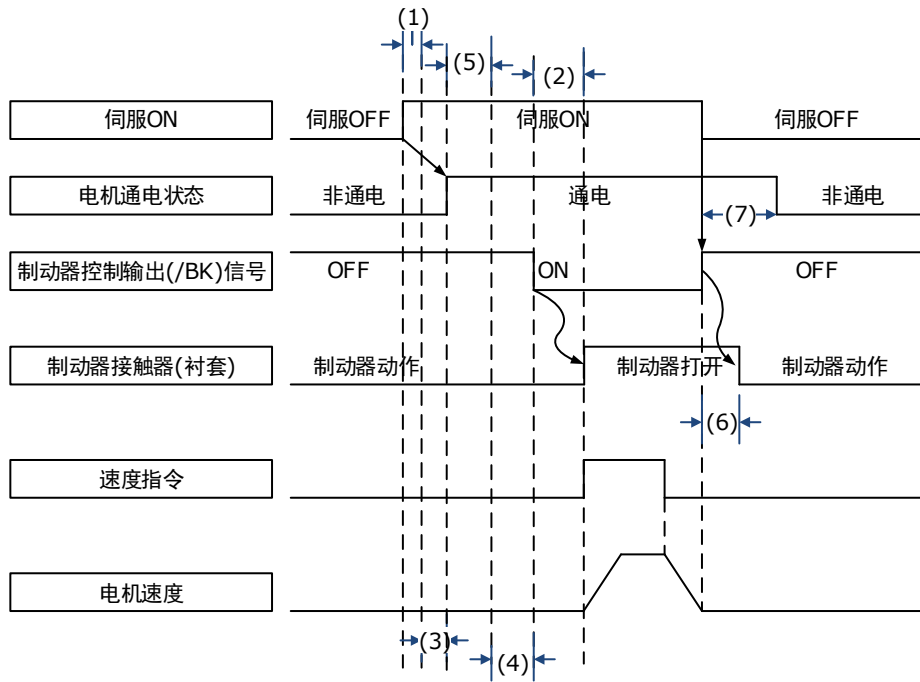 (1)
(5)
(2)
伺服ON
伺服OFF
伺服ON
伺服OFF
电机通电状态
非通电
通电
非通电
(7)
制动器控制输出(/BK)信号
OFF
ON
OFF
制动器接触器(衬套)
制动器动作
制动器打开
制动器动作
(6)
速度指令
电机速度
(3)
(4)